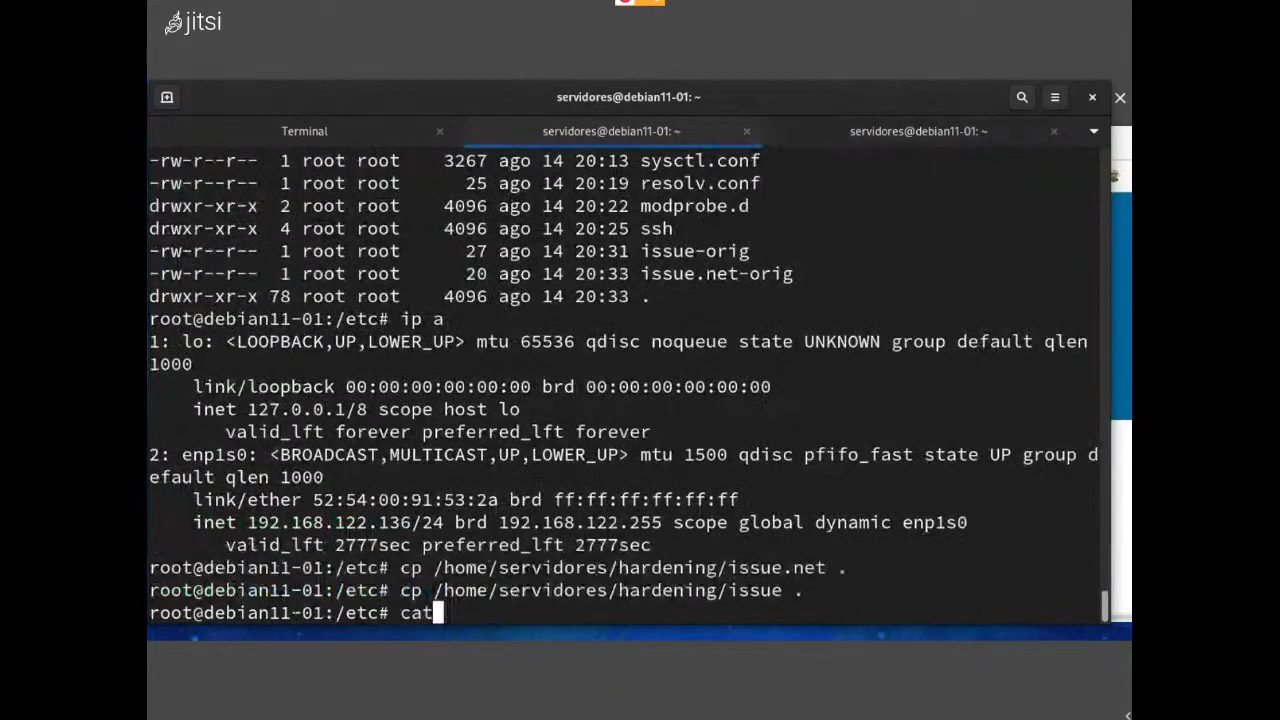 jitsi
servidores@debian11-01: ~
Terminal
servidores@debian11-01: ~
servidores@debian11-01: ~
-rw-r--r--  1 root root    3267 ago 14 20:13 sysctl.conf
-rw-r--r--  1 root root      25 ago 14 20:19 resolv.conf
drwxr-xr-x  2 root root    4096 ago 14 20:22 modprobe.d
drwxr-xr-x  4 root root    4096 ago 14 20:25 ssh
-rw-r--r--  1 root root      27 ago 14 20:31 issue-orig
-rw-r--r--  1 root root      20 ago 14 20:33 issue.net-orig
drwxr-xr-x 78 root root    4096 ago 14 20:33 .
root@debian11-01:/etc# ip a
1: lo: <LOOPBACK,UP,LOWER_UP> mtu 65536 qdisc noqueue state UNKNOWN group default qlen
1000
    link/loopback 00:00:00:00:00:00 brd 00:00:00:00:00:00
    inet 127.0.0.1/8 scope host lo
       valid_lft forever preferred_lft forever
2: enp1s0: <BROADCAST,MULTICAST,UP,LOWER_UP> mtu 1500 qdisc pfifo_fast state UP group d
efault qlen 1000
    link/ether 52:54:00:91:53:2a brd ff:ff:ff:ff:ff:ff
    inet 192.168.122.136/24 brd 192.168.122.255 scope global dynamic enp1s0
       valid_lft 2777sec preferred_lft 2777sec
root@debian11-01:/etc# cp /home/servidores/hardening/issue.net .
root@debian11-01:/etc# cp /home/servidores/hardening/issue .
root@debian11-01:/etc# cat